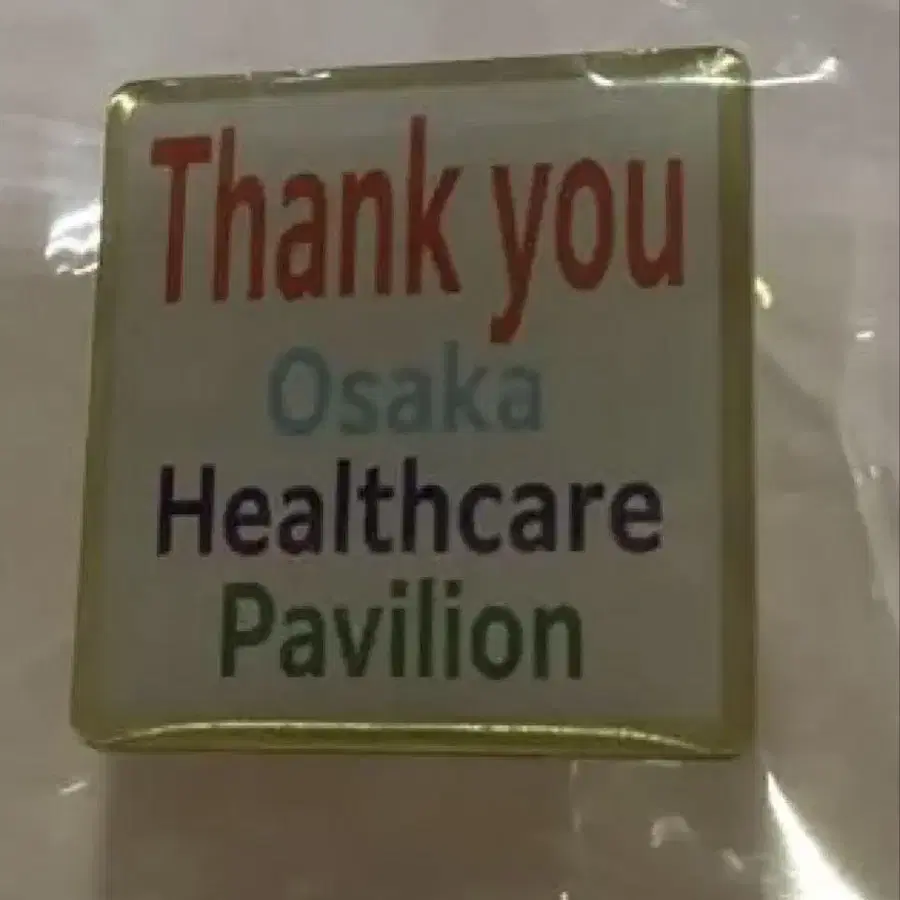 Thank you
Osaka
Healthcare
Pavilion